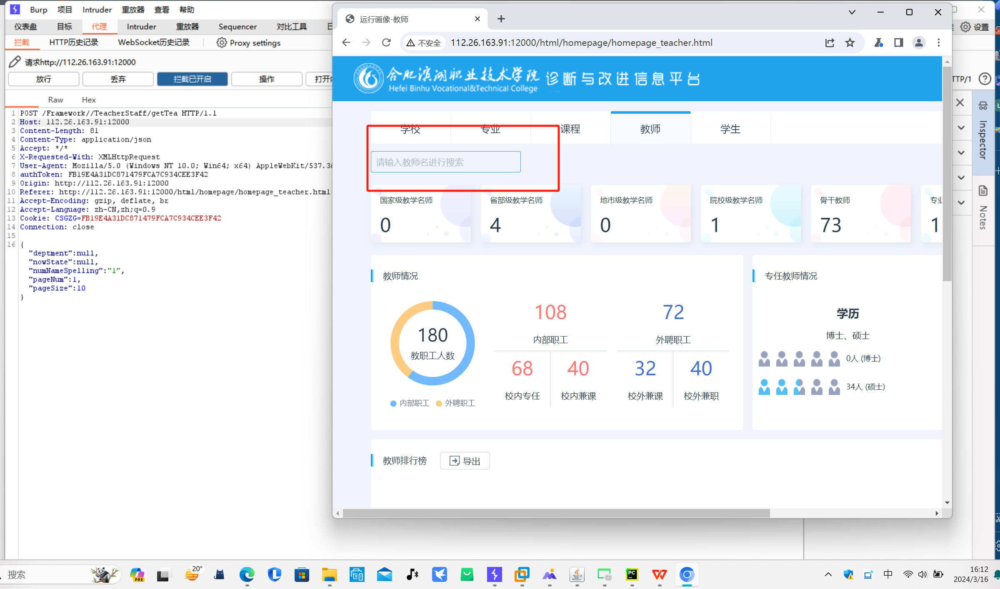 Burp 项目 Intruder 重放器 查看 帮助
仪表盘 目标 代理 Intruder 重放器 Sequencer 对比工具
设置
拦截 HTTP历史记录 WebSocket历史记录 Proxy settings
请求http://112.26.163.91:12000
放行 丢弃 拦截已开启 操作
TTP/1
Raw Hex
1 POST /Framework//TeacherStaff/getTea HTTP/1.1
2 Host: 112.26.163.91:12000
3 Content-Length: 81
4 Content-Type: application/json
5 Accept: */*
6 X-Requested-With: XMLHttpRequest
7 User-Agent: Mozilla/5.0 (Windows NT 10.0; Win64; x64) AppleWebKit/537.36
8 authToken: FB19E4A31DC871479FCA7C934CEE3F42
9 Origin: http://112.26.163.91:12000
10 Referer: http://112.26.163.91:12000/html/homepage/homepage_teacher.html
11 Accept-Encoding: gzip, deflate, br
12 Accept-Language: zh-CN,zh;q=0.9
13 Cookie: CSGZG=FB19E4A31DC871479FCA7C934CEE3F42
14 Connection: close
15
16 {
"deptment":null,
"nowState":null,
"numNameSpelling":"1",
"pageNum":1,
"pageSize":10
}
运行画像-教师
不安全 112.26.163.91:12000/html/homepage/homepage_teacher.html
合肥滨湖职业技术学院 诊断与改进信息平台
Hefei Binhu Vocational&Technical College
学校 专业 课程 教师 学生
请输入教师名进行搜索
国家级教学名师 省部级教学名师 地市级教学名师 院校级教学名师 骨干教师 专业
0 4 0 1 73 1
教师情况
180
教职工人数
内部职工 外聘职工
108 72
内部职工 外聘职工
68 40 32 40
校内专任 校内兼课 校外兼课 校外兼职
专任教师情况
学历
博士、硕士
0人 (博士)
34人 (硕士)
教师排行榜 导出
Inspector
Notes
搜索
PRE
20°
PC
中
16:12
2024/3/16